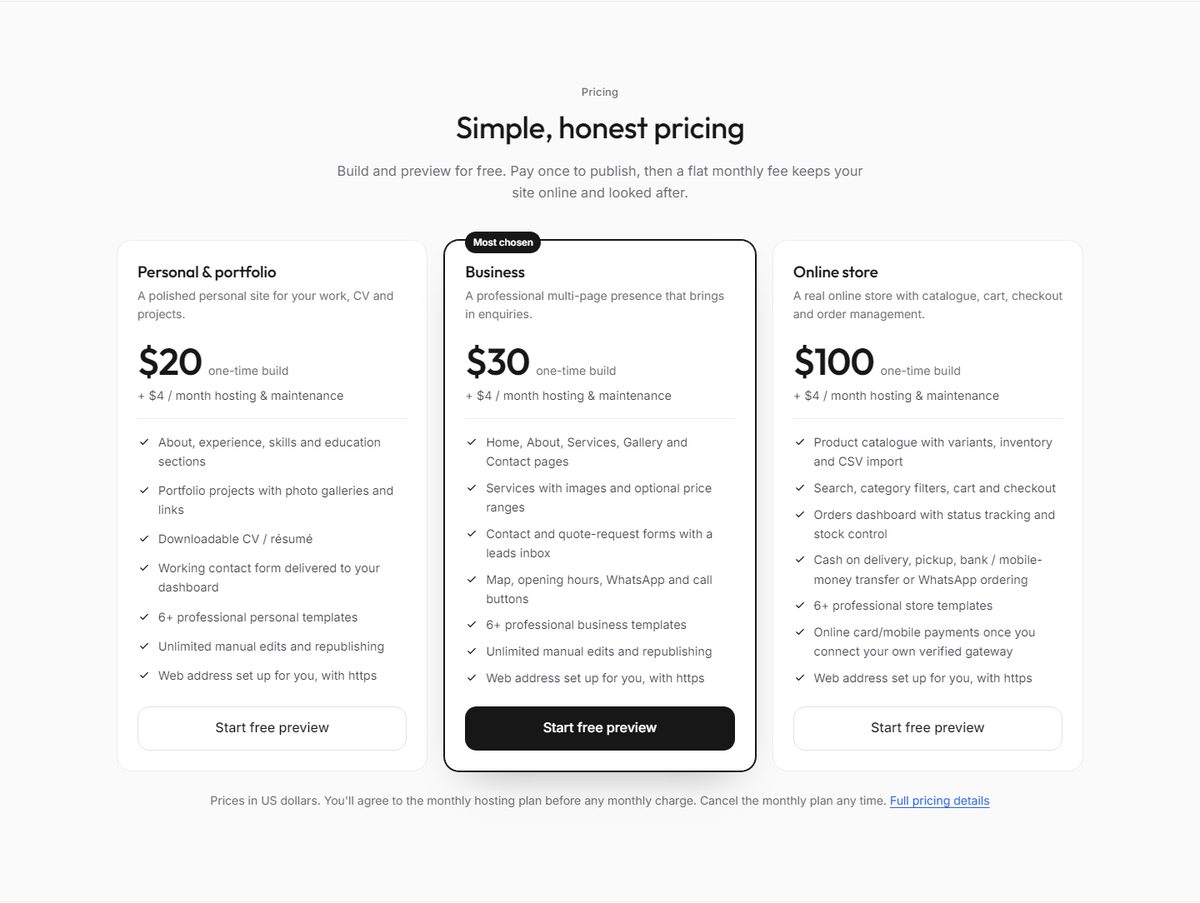 Pricing
Simple, honest pricing
Build and preview for free. Pay once to publish, then a flat monthly fee keeps your
site online and looked after.
Personal & portfolio
A polished personal site for your work, CV and
projects.
$20 one-time build
+ $4 / month hosting & maintenance
About, experience, skills and education
sections
Portfolio projects with photo galleries and
links
Downloadable CV / résumé
Working contact form delivered to your
dashboard
6+ professional personal templates
Unlimited manual edits and republishing
Web address set up for you, with https
Start free preview
Most chosen
Business
A professional multi-page presence that brings
in enquiries.
$30 one-time build
+ $4 / month hosting & maintenance
Home, About, Services, Gallery and
Contact pages
Services with images and optional price
ranges
Contact and quote-request forms with a
leads inbox
Map, opening hours, WhatsApp and call
buttons
6+ professional business templates
Unlimited manual edits and republishing
Web address set up for you, with https
Start free preview
Online store
A real online store with catalogue, cart, checkout
and order management.
$100 one-time build
+ $4 / month hosting & maintenance
Product catalogue with variants, inventory
and CSV import
Search, category filters, cart and checkout
Orders dashboard with status tracking and
stock control
Cash on delivery, pickup, bank / mobile-
money transfer or WhatsApp ordering
6+ professional store templates
Online card/mobile payments once you
connect your own verified gateway
Web address set up for you, with https
Start free preview
Prices in US dollars. You'll agree to the monthly hosting plan before any monthly charge. Cancel the monthly plan any time. Full pricing details